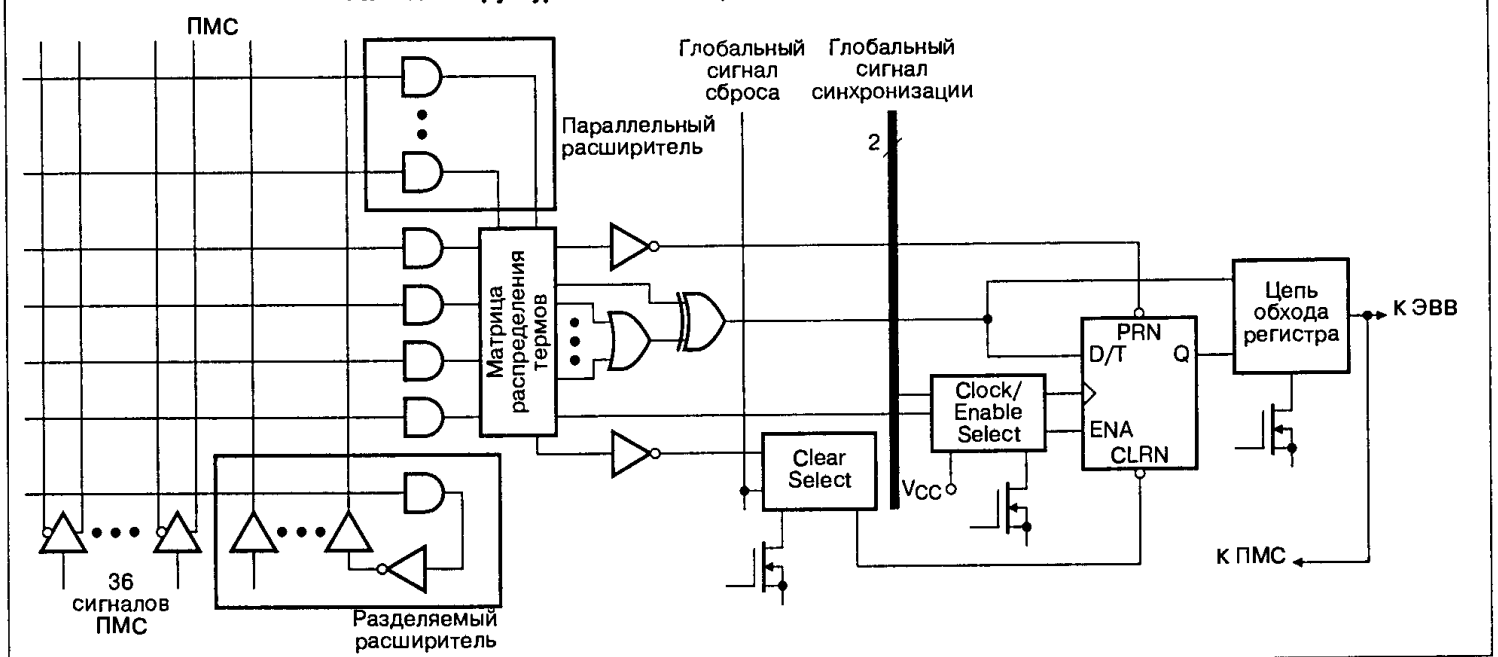 ПМС
Глобальный
сигнал
сброса
Глобальный
сигнал
синхронизации
2
Параллельный
расширитель
Матрица
распределения
термов
Цепь
обхода
регистра
К ЭВВ
PRN
D/T
Q
ENA
CLRN
Clock/
Enable
Select
Clear
Select
VCC
К ПМС
36
сигналов
ПМС
Разделяемый
расширитель